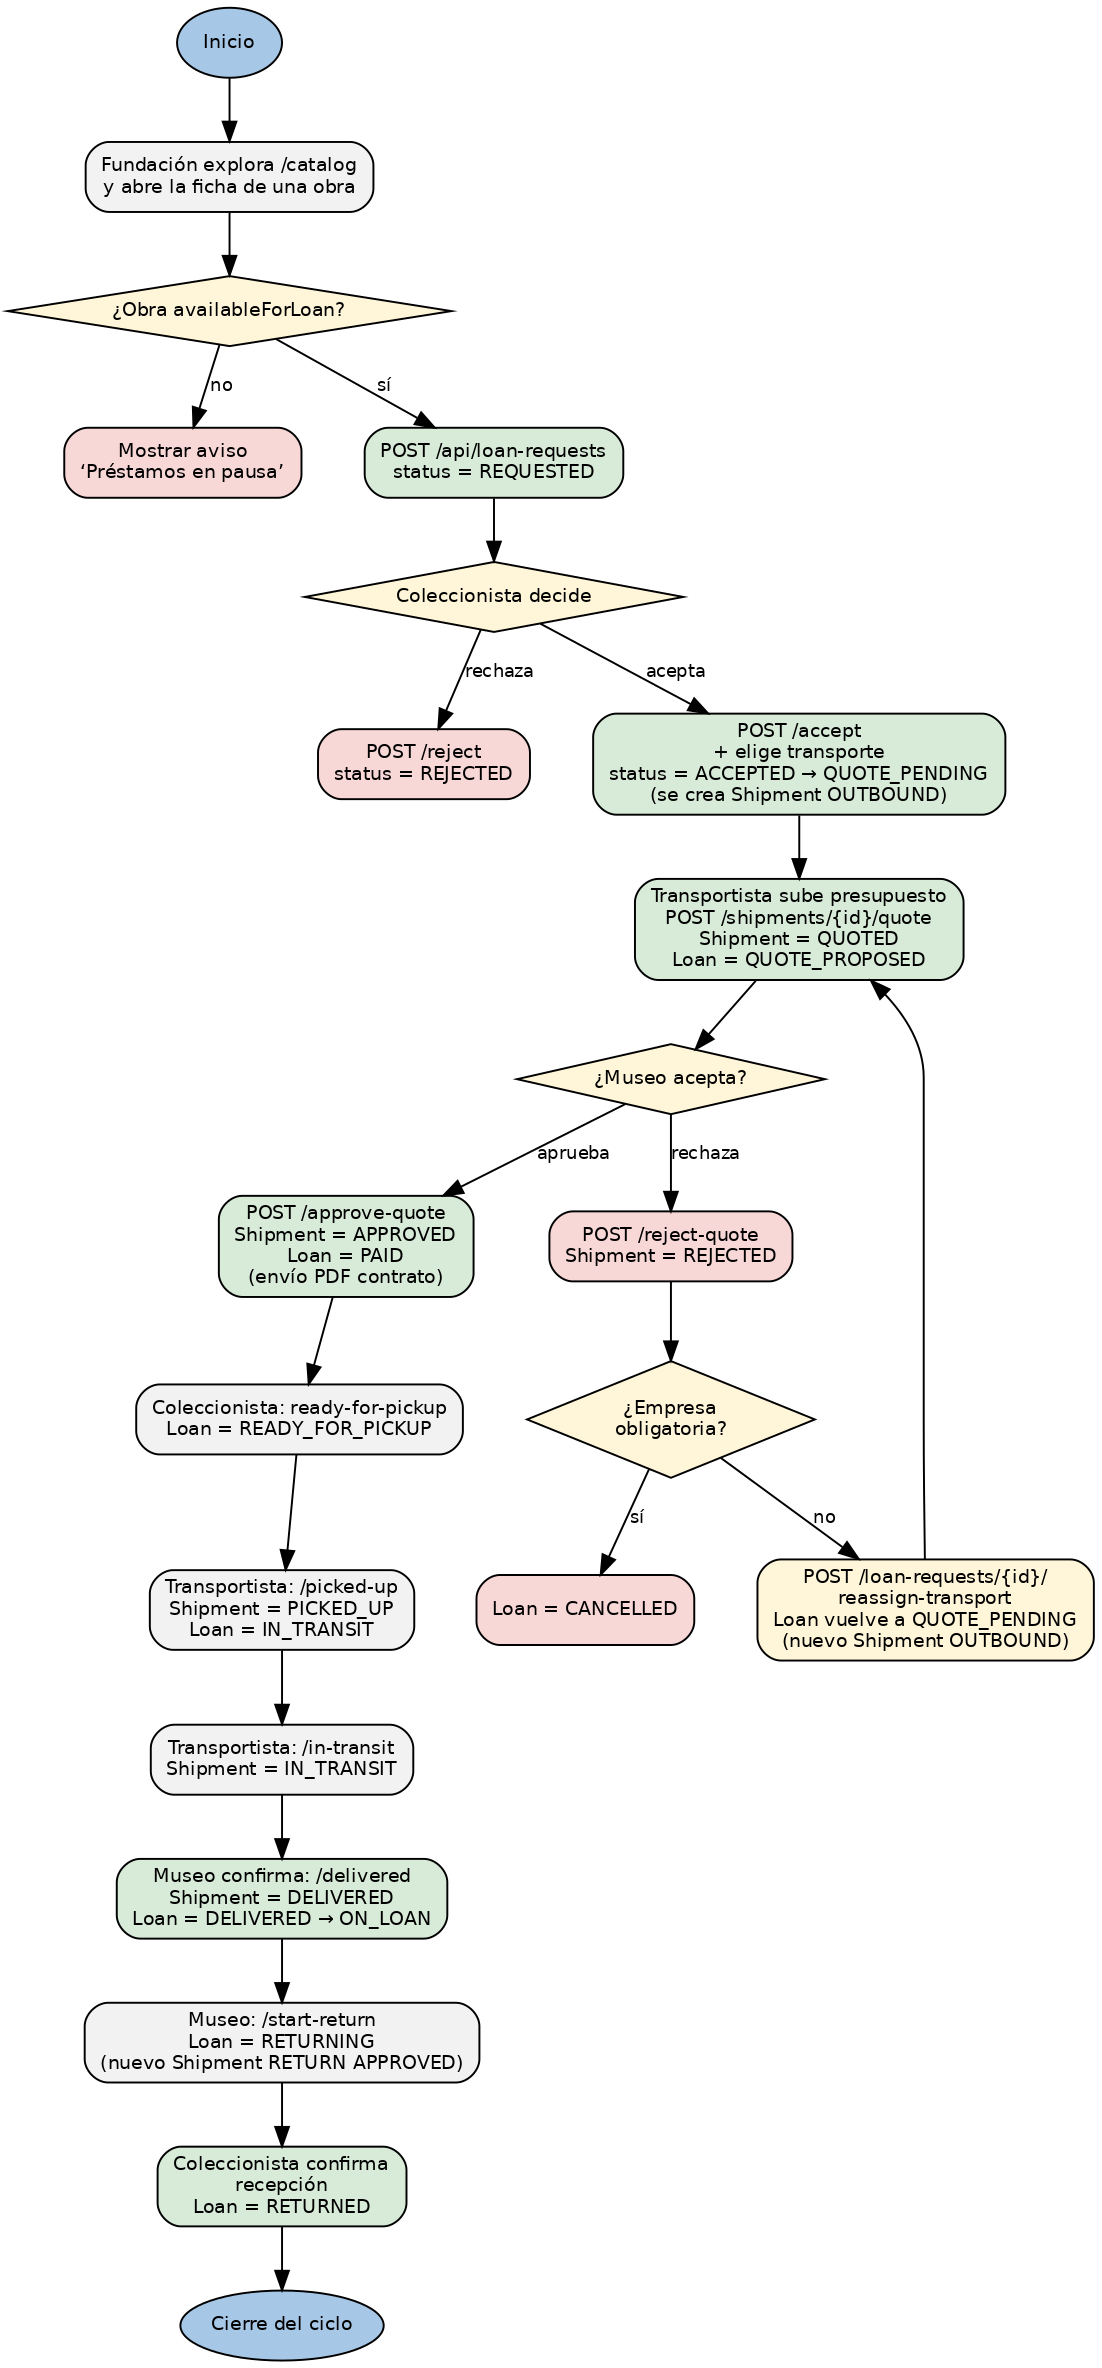 Inicio
Fundación explora /catalog
y abre la ficha de una obra
¿Obra availableForLoan?
no
sí
Mostrar aviso
‘Préstamos en pausa’
POST /api/loan-requests
status = REQUESTED
Coleccionista decide
rechaza
acepta
POST /reject
status = REJECTED
POST /accept
+ elige transporte
status = ACCEPTED → QUOTE_PENDING
(se crea Shipment OUTBOUND)
Transportista sube presupuesto
POST /shipments/{id}/quote
Shipment = QUOTED
Loan = QUOTE_PROPOSED
¿Museo acepta?
aprueba
rechaza
POST /approve-quote
Shipment = APPROVED
Loan = PAID
(envío PDF contrato)
POST /reject-quote
Shipment = REJECTED
Coleccionista: ready-for-pickup
Loan = READY_FOR_PICKUP
¿Empresa
obligatoria?
sí
no
Transportista: /picked-up
Shipment = PICKED_UP
Loan = IN_TRANSIT
Loan = CANCELLED
POST /loan-requests/{id}/
reassign-transport
Loan vuelve a QUOTE_PENDING
(nuevo Shipment OUTBOUND)
Transportista: /in-transit
Shipment = IN_TRANSIT
Museo confirma: /delivered
Shipment = DELIVERED
Loan = DELIVERED → ON_LOAN
Museo: /start-return
Loan = RETURNING
(nuevo Shipment RETURN APPROVED)
Coleccionista confirma
recepción
Loan = RETURNED
Cierre del ciclo